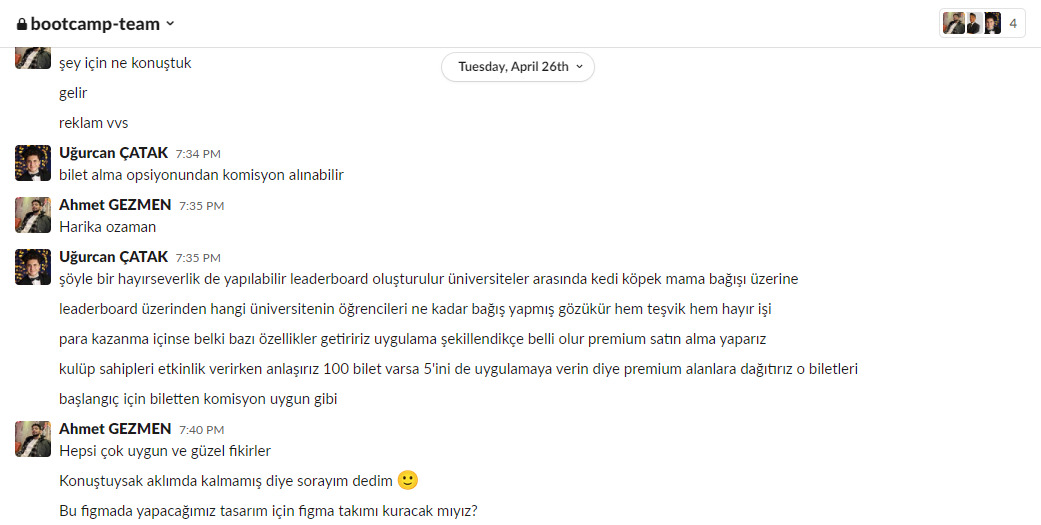 bootcamp-team
4
Tuesday, April 26th
şey için ne konuştuk
gelir
reklam vvs
Uğurcan ÇATAK 7:34 PM
bilet alma opsiyonundan komisyon alınabilir
Ahmet GEZMEN 7:35 PM
Harika ozaman
Uğurcan ÇATAK 7:35 PM
şöyle bir hayırseverlik de yapılabilir leaderboard oluşturulur üniversiteler arasında kedi köpek mama bağışı üzerine
leaderboard üzerinden hangi üniversitenin öğrencileri ne kadar bağış yapmış gözükür hem teşvik hem hayır işi
para kazanma içinse belki bazı özellikler getiririz uygulama şekillendikçe belli olur premium satın alma yaparız
kulüp sahipleri etkinlik verirken anlaşırız 100 bilet varsa 5'ini de uygulamaya verin diye premium alanlara dağıtırız o biletleri
başlangıç için biletten komisyon uygun gibi
Ahmet GEZMEN 7:40 PM
Hepsi çok uygun ve güzel fikirler
Konuştuysak aklımda kalmamış diye sorayım dedim 🙂
Bu figmada yapacağımız tasarım için figma takımı kuracak mıyız?